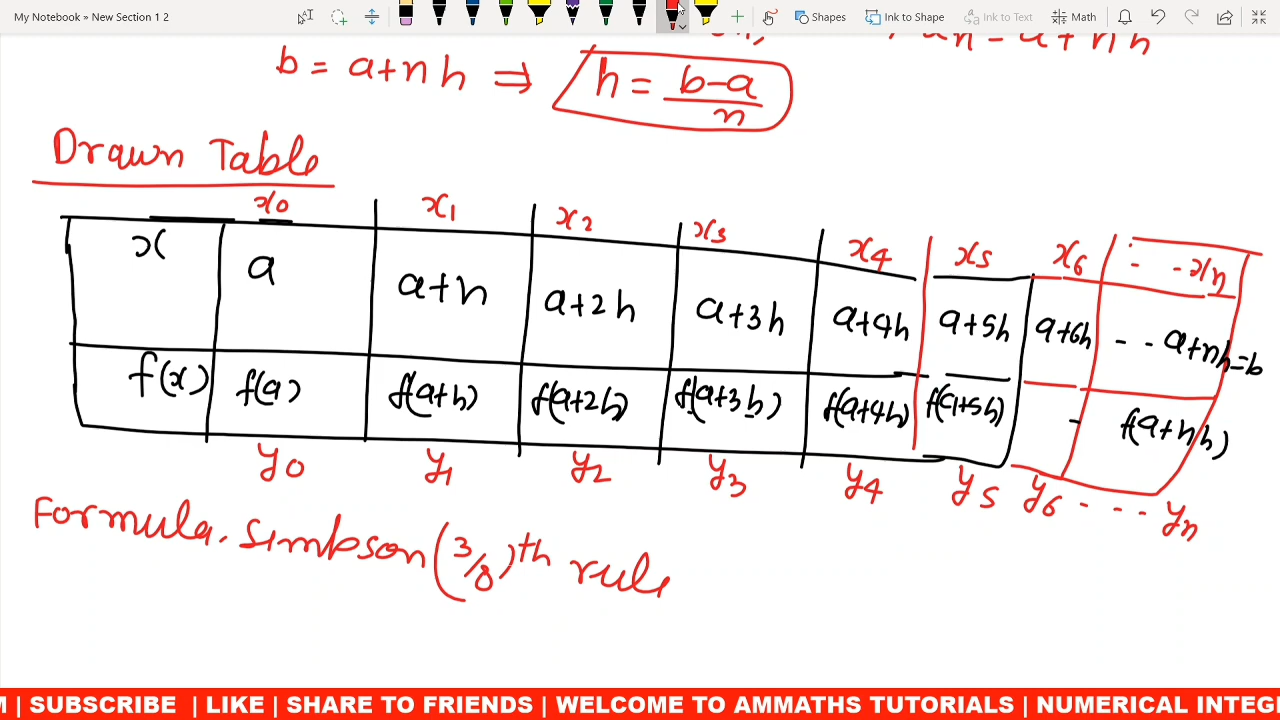 My Notebook » New Section 1 2
Shapes Ink to Shape Ink to Text Math
b = a+nh ⇒ h = b-a/n
Drawn Table
x0 x1 x2 x3 x4 x5 x6 - - xn
x a a+h a+2h a+3h a+4h a+5h a+6h - - a+nh=b
f(x) f(a) f(a+h) f(a+2h) f(a+3h) f(a+4h) f(a+5h) - f(a+nh)
y0 y1 y2 y3 y4 y5 y6 - - - yn
Formula. Simpson (3/8)th rule
| SUBSCRIBE | LIKE | SHARE TO FRIENDS | WELCOME TO AMMATHS TUTORIALS | NUMERICAL INTEG